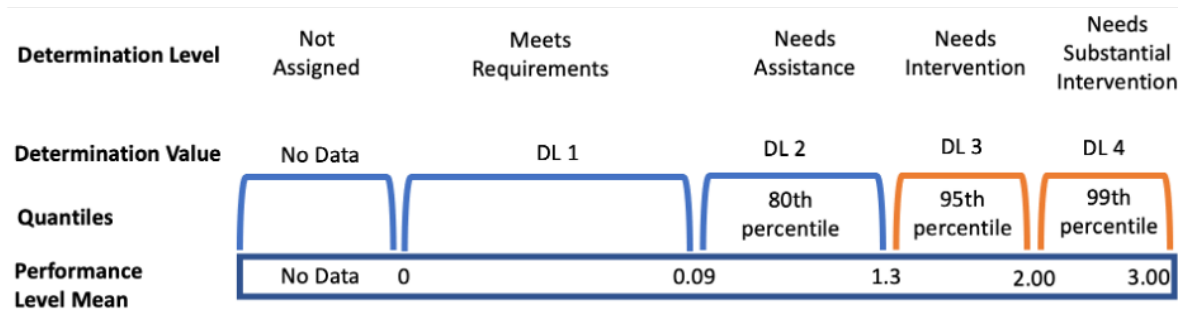 Determination Level
Not Assigned
Meets Requirements
Needs Assistance
Needs Intervention
Needs Substantial Intervention
Determination Value
No Data
DL 1
DL 2
DL 3
DL 4
Quantiles
80th percentile
95th percentile
99th percentile
Performance Level Mean
No Data
0
0.09
1.3
2.00
3.00